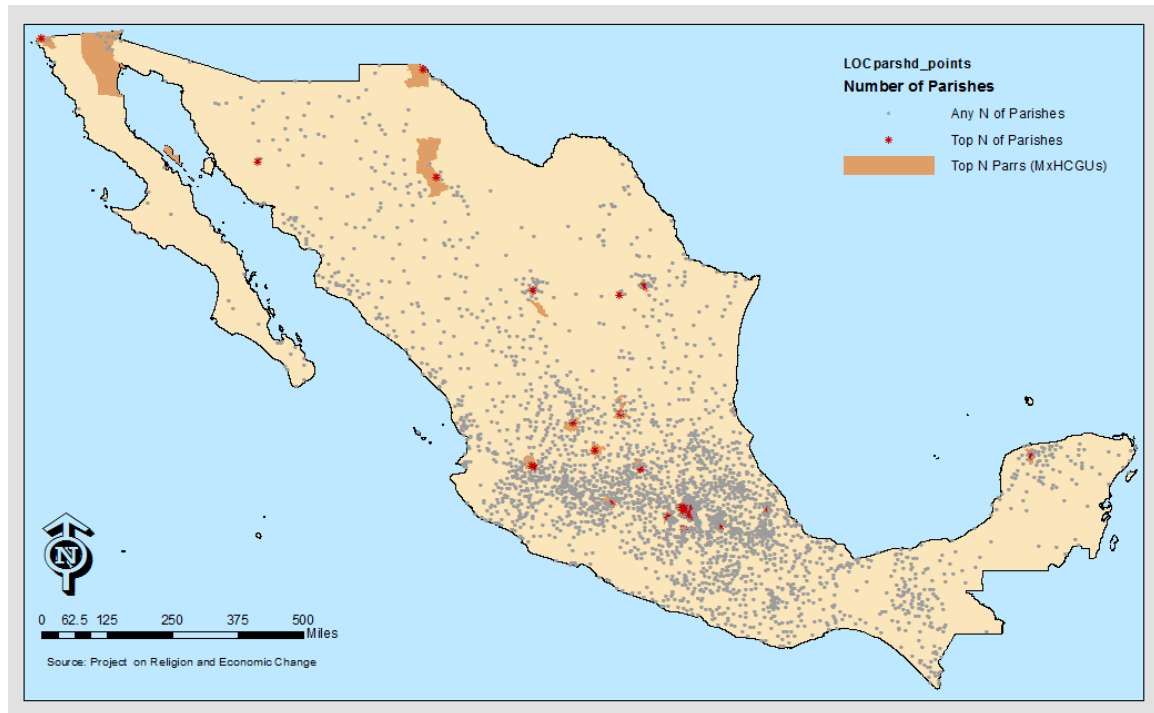 LOCparshd_points
Number of Parishes
Any N of Parishes
Top N of Parishes
Top N Parrs (MxHCGUs)
N
0 62.5 125 250 375 500
Miles
Source: Project on Religion and Economic Change